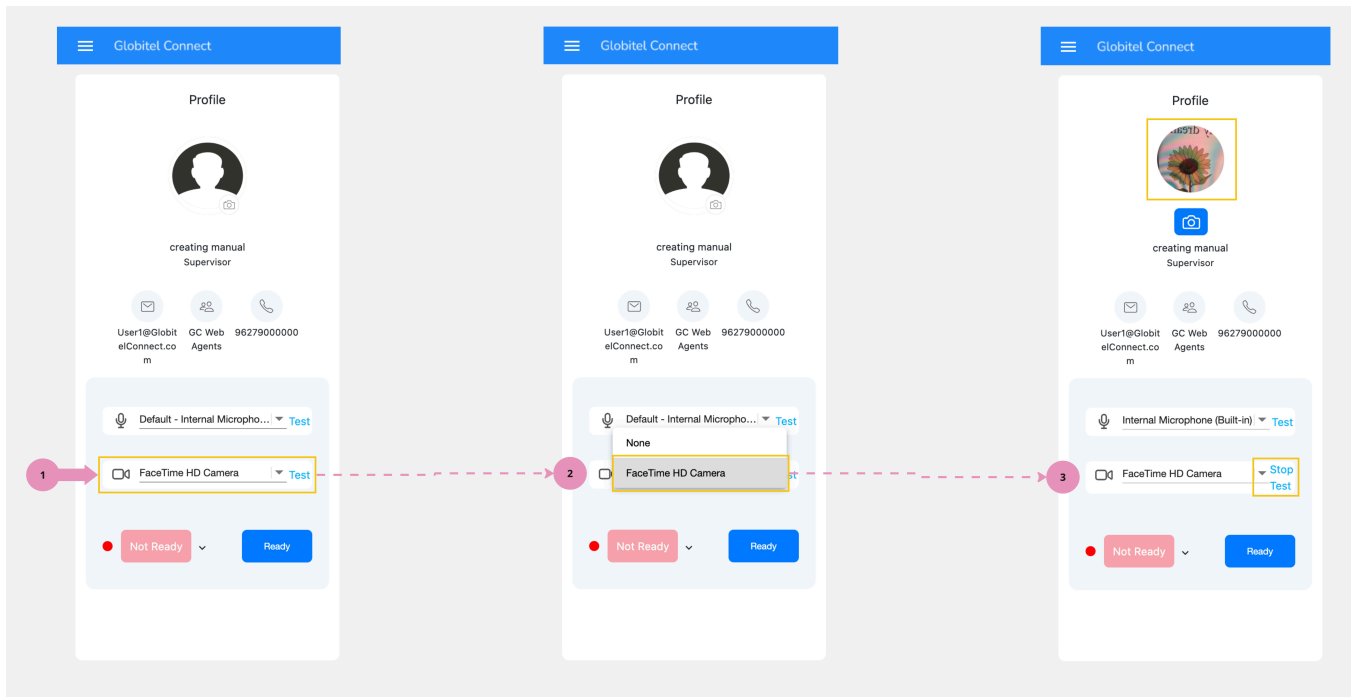 Globitel Connect
Profile
creating manual
Supervisor
User1@Globit
elConnect.co
m
GC Web
Agents
96279000000
Default - Internal Micropho...
Test
1
FaceTime HD Camera
Test
Not Ready
Ready
Globitel Connect
Profile
creating manual
Supervisor
User1@Globit
elConnect.co
m
GC Web
Agents
96279000000
Default - Internal Micropho...
Test
None
2
FaceTime HD Camera
st
Not Ready
Ready
Globitel Connect
Profile
creating manual
Supervisor
User1@Globit
elConnect.co
m
GC Web
Agents
96279000000
Internal Microphone (Built-in)
Test
3
FaceTime HD Camera
Stop
Test
Not Ready
Ready